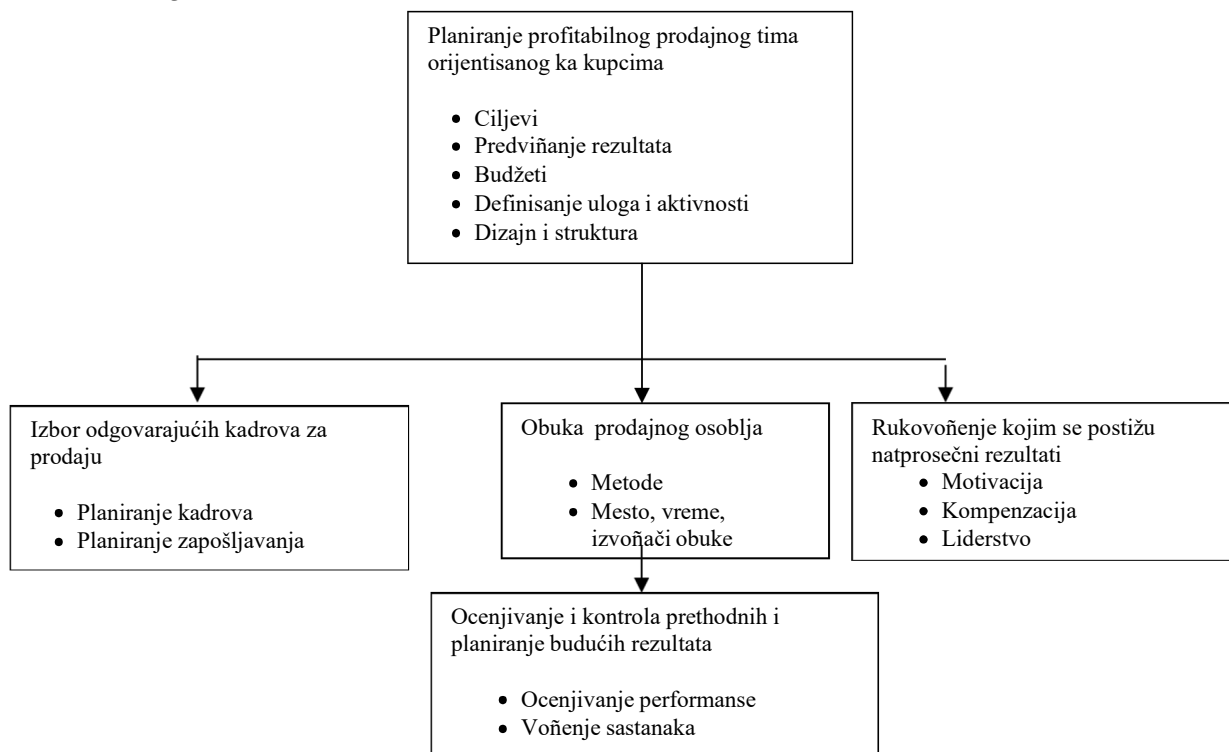 Planiranje profitabilnog prodajnog tima
orijentisanog ka kupcima
• Ciljevi
• Predviñanje rezultata
• Budžeti
• Definisanje uloga i aktivnosti
• Dizajn i struktura
Izbor odgovarajućih kadrova za
prodaju
• Planiranje kadrova
• Planiranje zapošljavanja
Obuka prodajnog osoblja
• Metode
• Mesto, vreme,
izvoñači obuke
Rukovoñenje kojim se postižu
natprosečni rezultati
• Motivacija
• Kompenzacija
• Liderstvo
Ocenjivanje i kontrola prethodnih i
planiranje budućih rezultata
• Ocenjivanje performanse
• Voñenje sastanaka